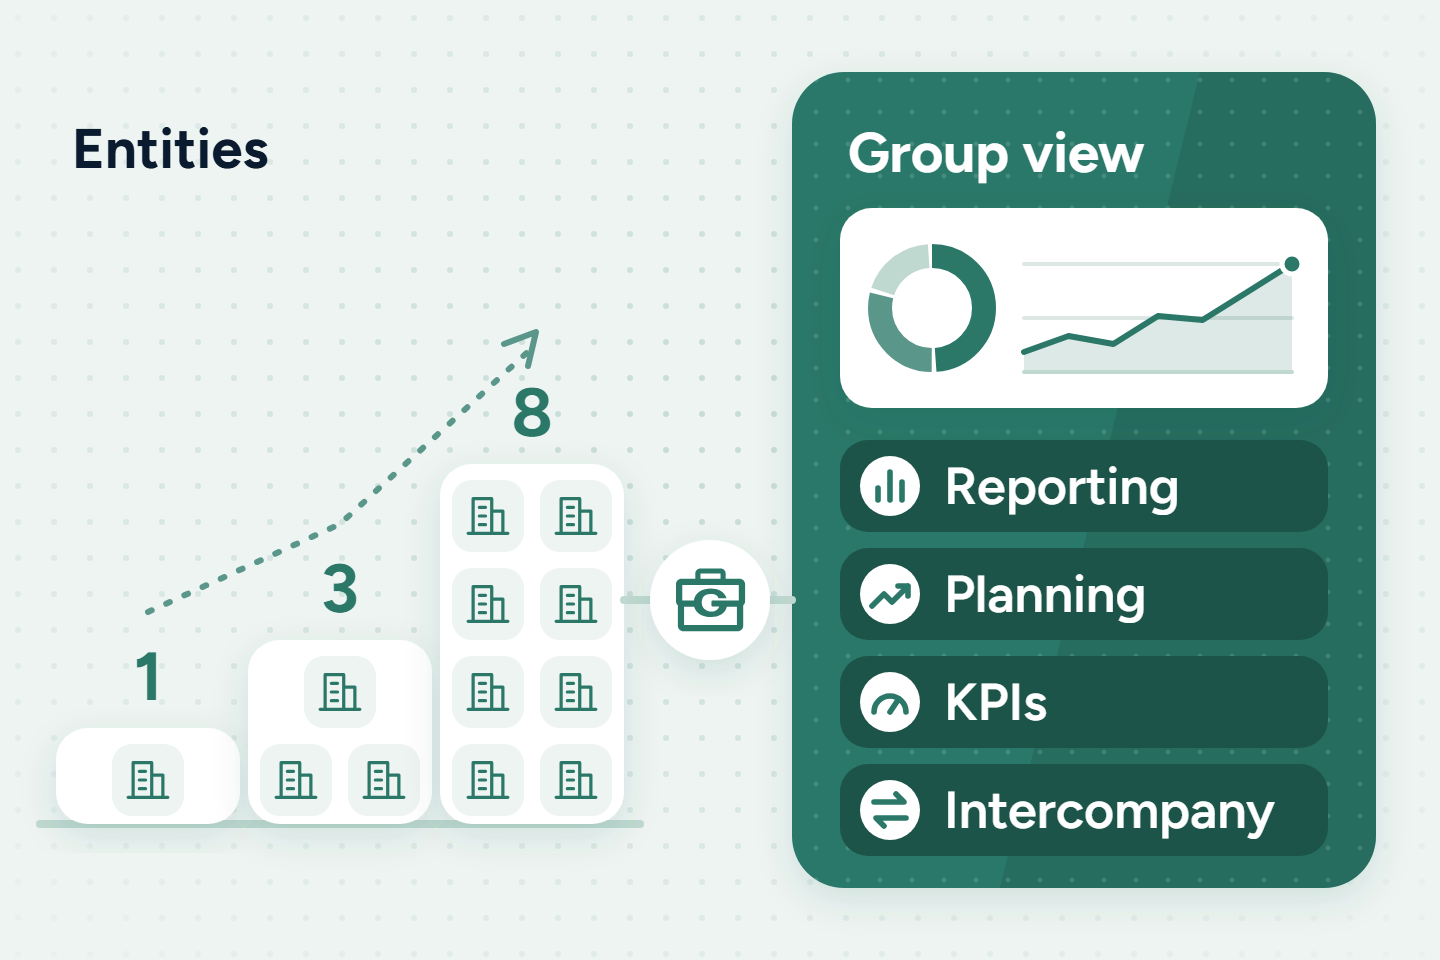 Entities
1
3
8
G
Group view
Reporting
Planning
KPIs
Intercompany